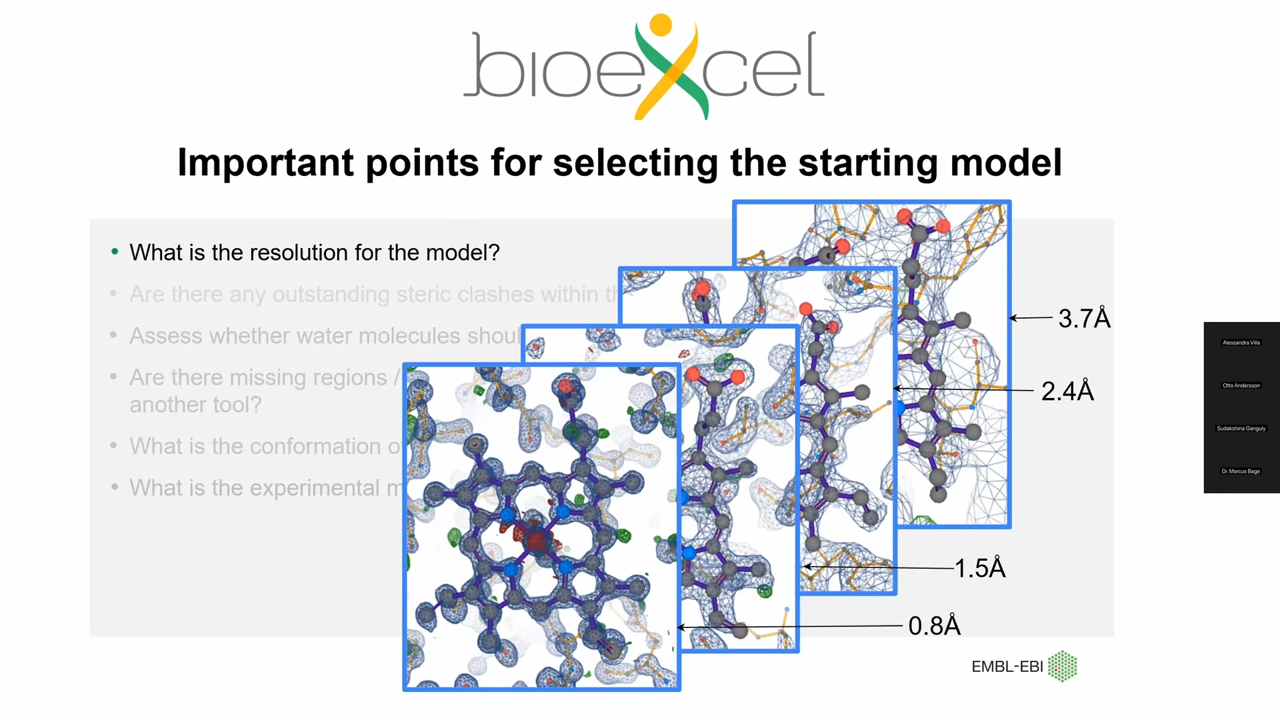 bioexcel
Important points for selecting the starting model
• What is the resolution for the model?
• Are there any outstanding steric clashes within th
• Assess whether water molecules shoul
• Are there missing regions /
another tool?
• What is the conformation o
• What is the experimental m
3.7Å
2.4Å
1.5Å
0.8Å
EMBL-EBI
Alessandra Villa
Otto Andersson
Sudakshina Ganguly
Dr. Marcus Bage